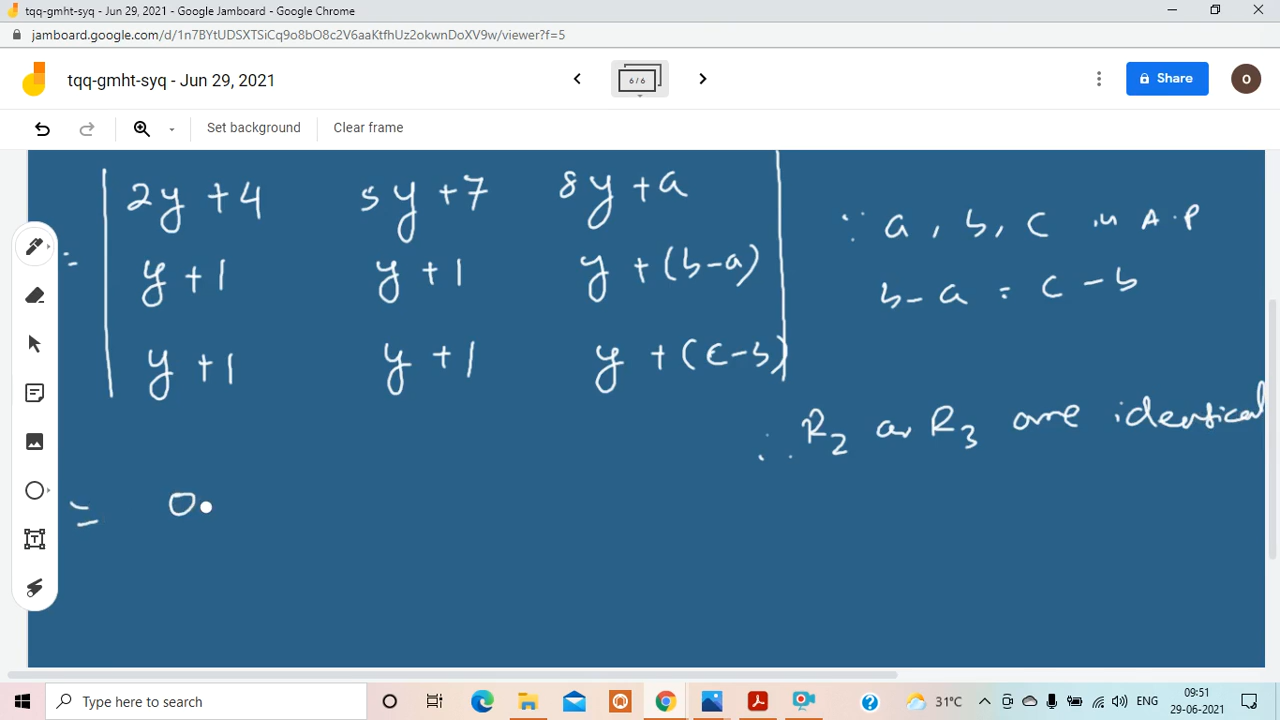 tqq-gmht-syq - Jun 29, 2021 - Google Jamboard - Google Chrome
jamboard.google.com/d/1n7BYtUDSXTSiCq9o8bO8c2V6aaKtfhUz2okwnDoXV9w/viewer?f=5
tqq-gmht-syq - Jun 29, 2021
6 / 6
Share
O
Set background
Clear frame
2y + 4 5y + 7 8y + a
= y + 1 y + 1 y + (b-a)
y + 1 y + 1 y + (c-b)
∵ a, b, c in A.P
b - a = c - b
∴ R2 as R3 are identical
= 0.
Type here to search
31°C
ENG
09:51
29-06-2021